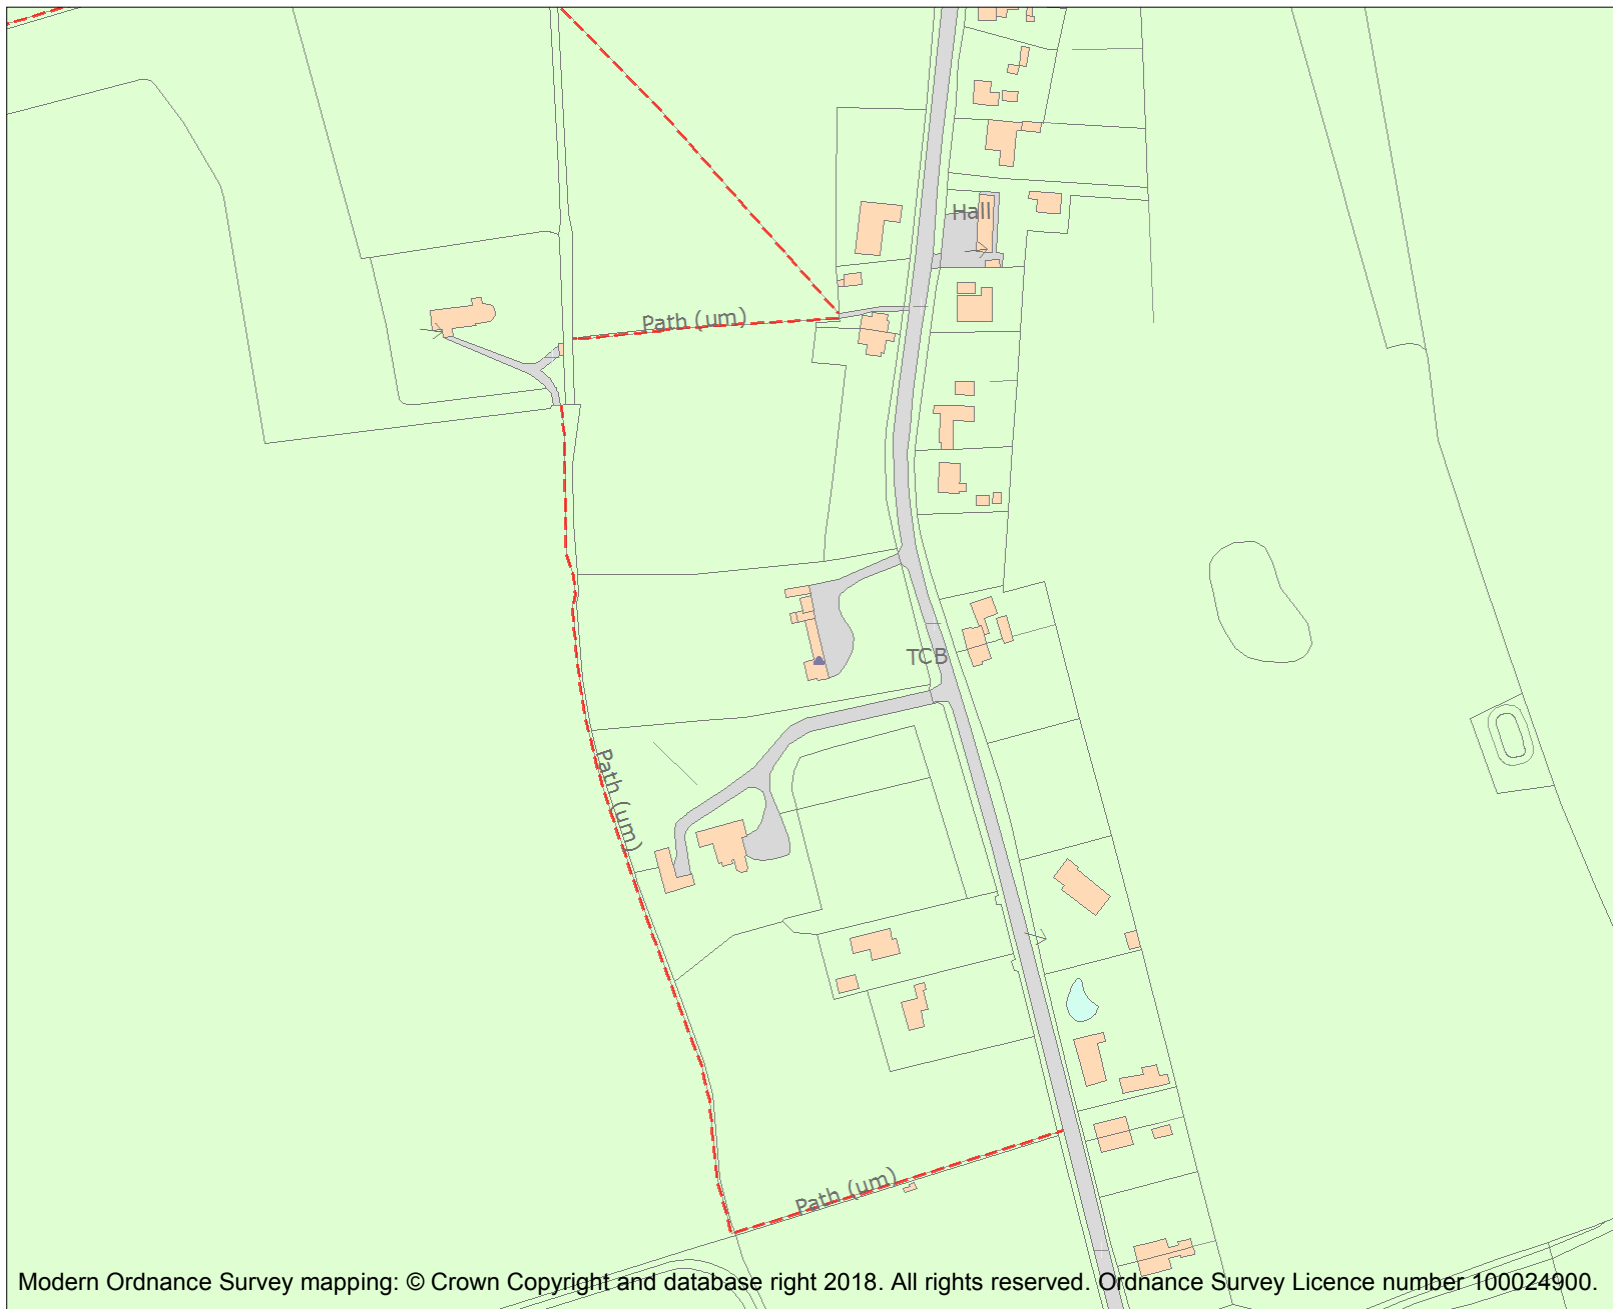 Hall
Path (um)
TCB
Path (um)
Path (um)
Modern Ordnance Survey mapping: © Crown Copyright and database right 2018. All rights reserved. Ordnance Survey Licence number 100024900.